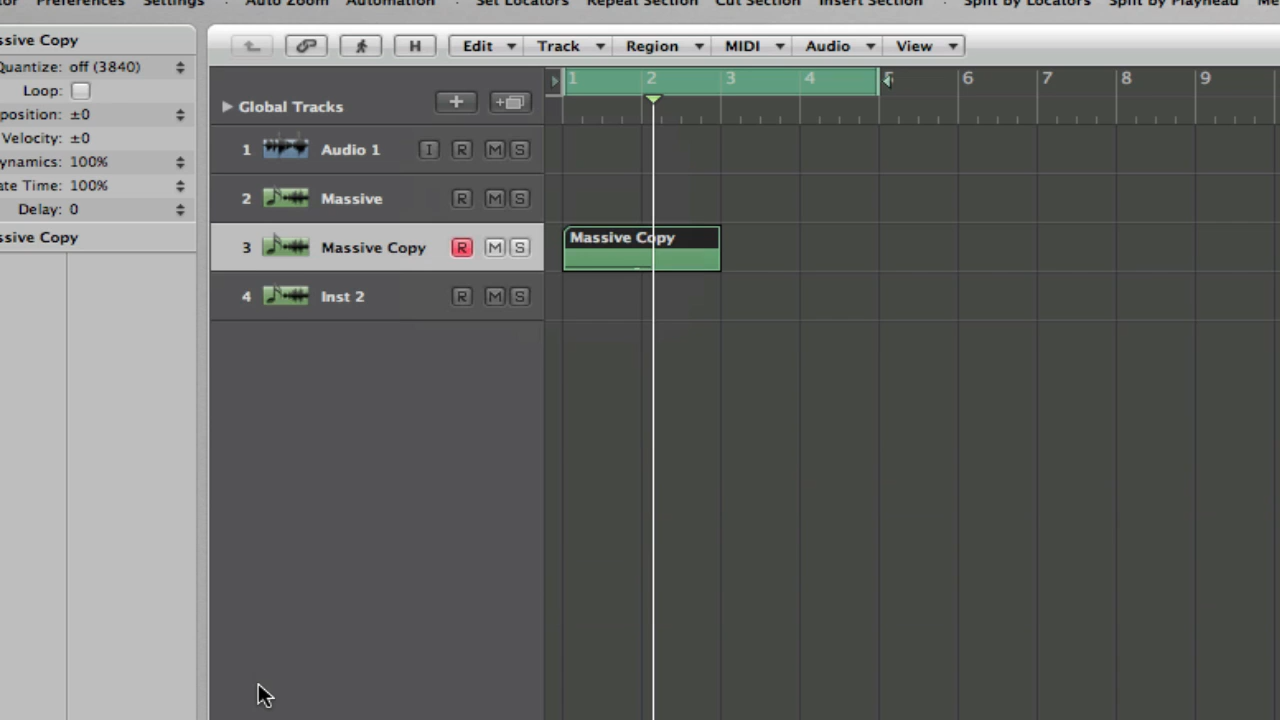 Preferences Settings Auto Zoom Automation Set Locators Repeat Section Cut Section Insert Section Split by Locators Split by Playhead
ssive Copy
Quantize: off (3840)
Loop:
position: ±0
Velocity: ±0
ynamics: 100%
ate Time: 100%
Delay: 0
ssive Copy
H Edit Track Region MIDI Audio View
1 2 3 4 5 6 7 8 9
Global Tracks
1 Audio 1 I R M S
2 Massive R M S
3 Massive Copy R M S
Massive Copy
4 Inst 2 R M S